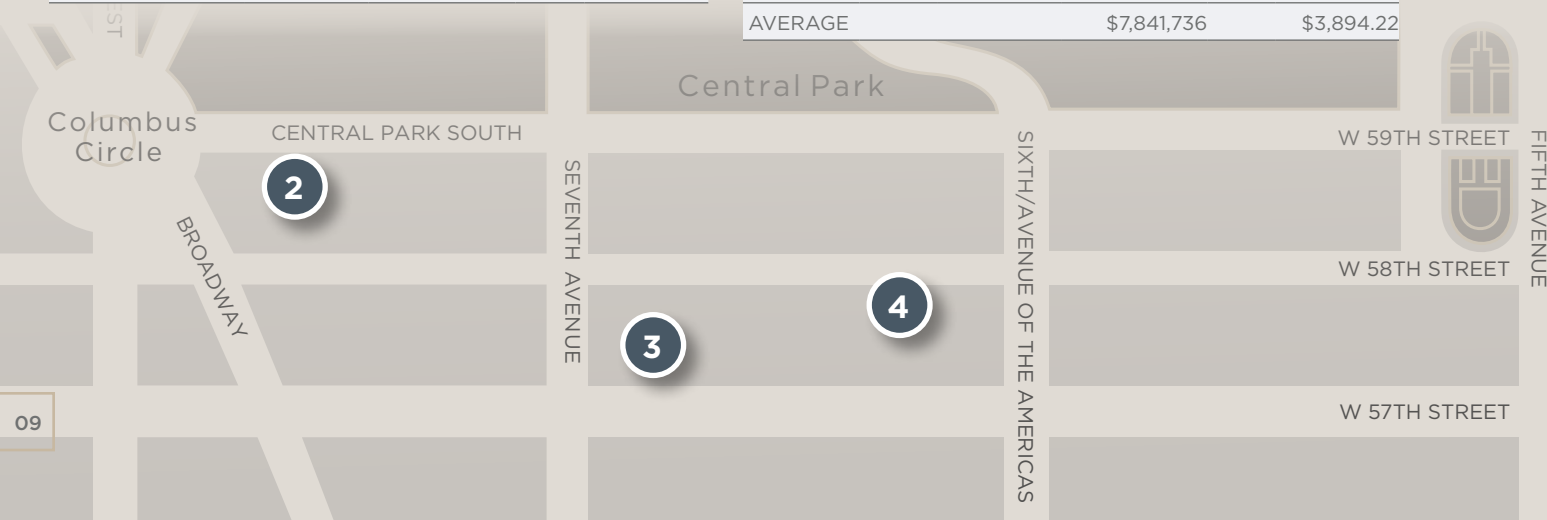 EST
AVERAGE $7,841,736 $3,894.22
Central Park
Columbus
Circle
CENTRAL PARK SOUTH
W 59TH STREET
2
SEVENTH AVENUE
SIXTH/AVENUE OF THE AMERICAS
FIFTH AVENUE
BROADWAY
W 58TH STREET
4
3
W 57TH STREET
09